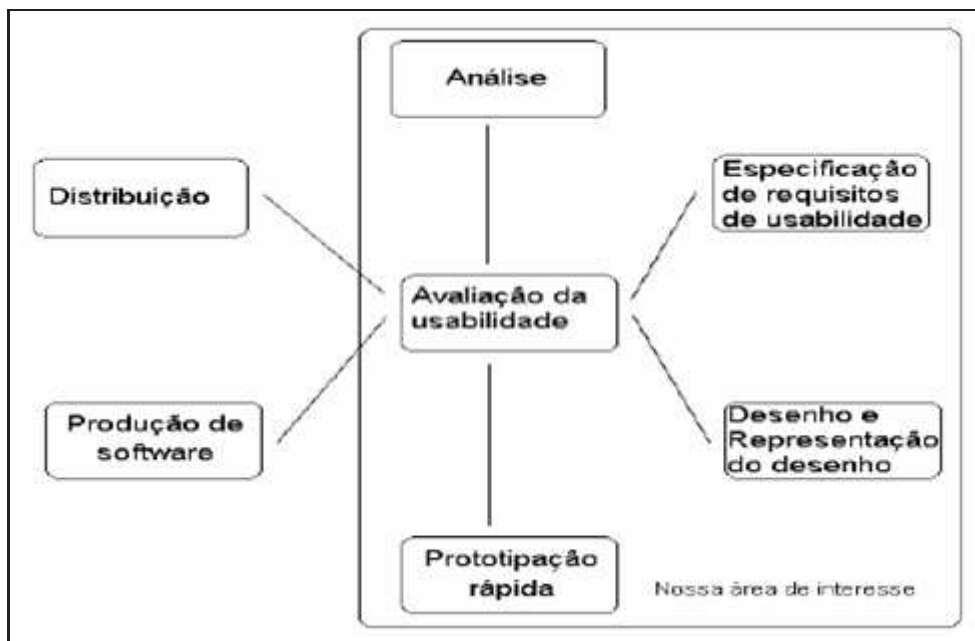 Análise
Distribuição
Especificação
de requisitos
de usabilidade
Avaliação da
usabilidade
Produção de
software
Desenho e
Representação
do desenho
Prototipação
rápida
Nossa área de interesse